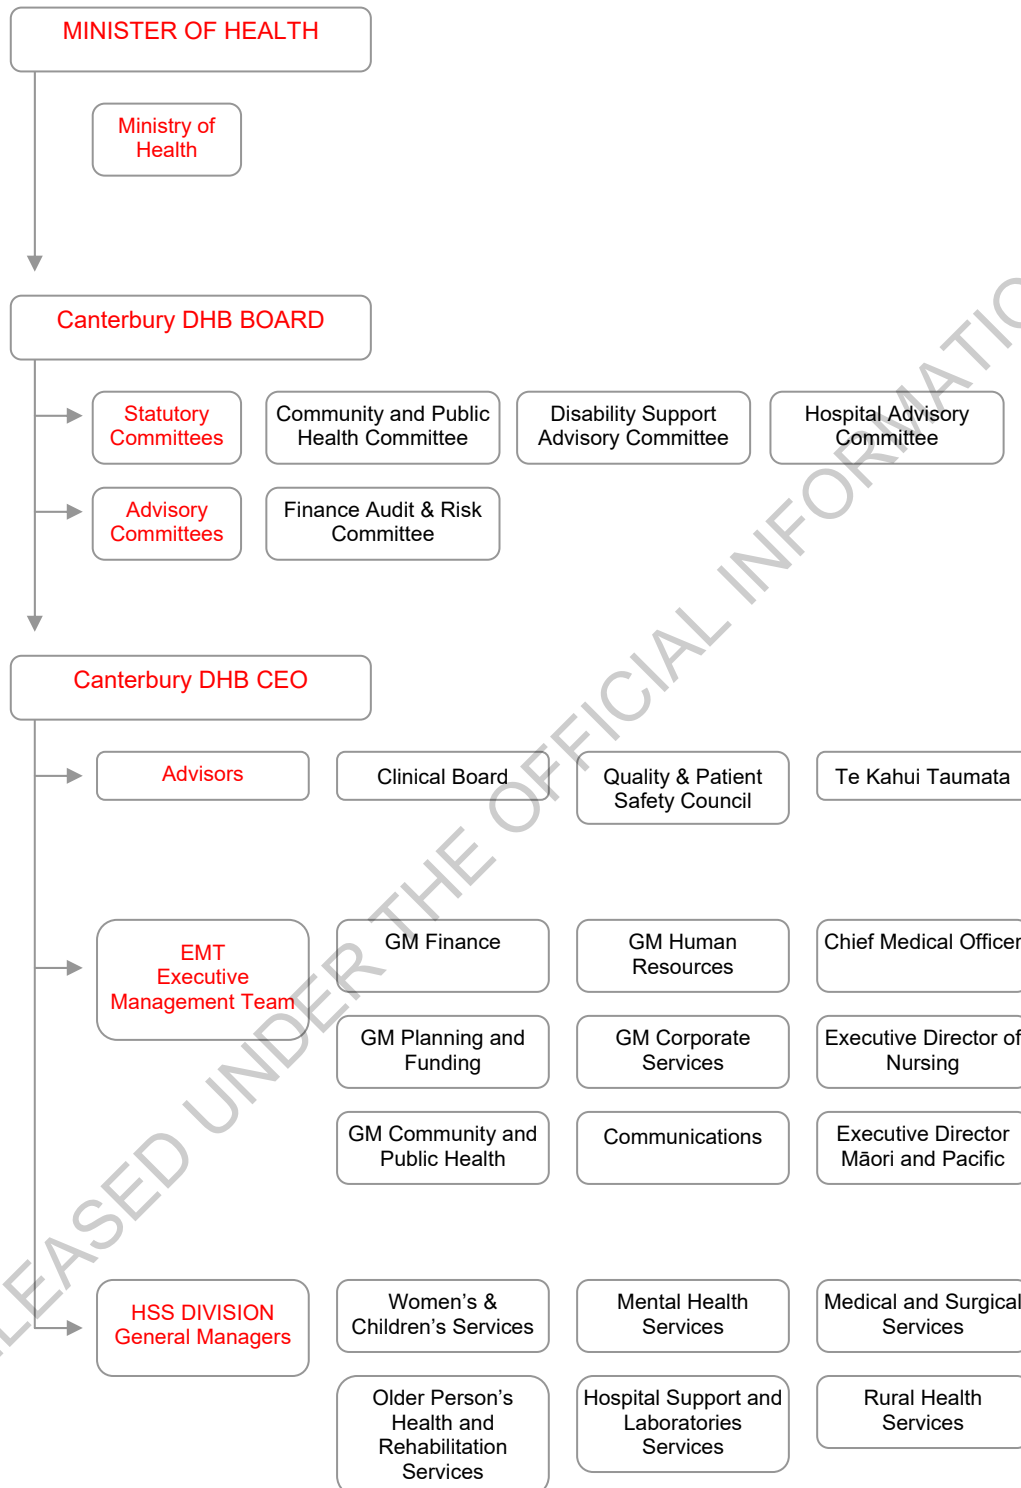 MINISTER OF HEALTH
Ministry of
Health
Canterbury DHB BOARD
Statutory
Committees
Community and Public
Health Committee
Disability Support
Advisory Committee
Hospital Advisory
Committee
Advisory
Committees
Finance Audit & Risk
Committee
Canterbury DHB CEO
Advisors
Clinical Board
Quality & Patient
Safety Council
Te Kahui Taumata
EMT
Executive
Management Team
GM Finance
GM Human
Resources
Chief Medical Officer
GM Planning and
Funding
GM Corporate
Services
Executive Director of
Nursing
GM Community and
Public Health
Communications
Executive Director
Māori and Pacific
HSS DIVISION
General Managers
Women’s &
Children’s Services
Mental Health
Services
Medical and Surgical
Services
Older Person’s
Health and
Rehabilitation
Services
Hospital Support and
Laboratories
Services
Rural Health
Services
LEASED UNDER THE OFFICIAL INFORMATIO